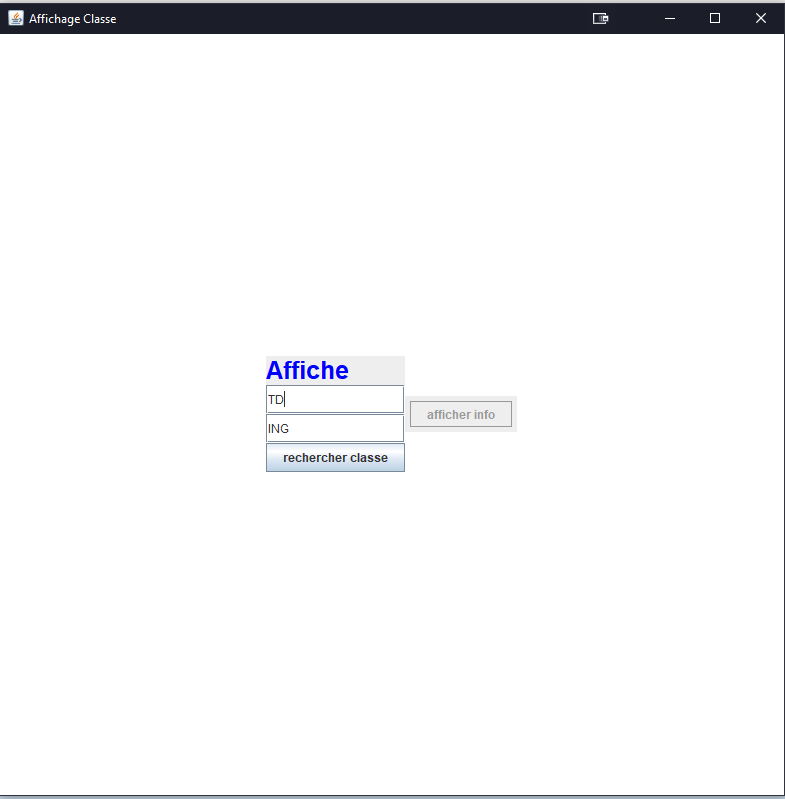 Affichage Classe
Affiche
TD
ING
afficher info
rechercher classe